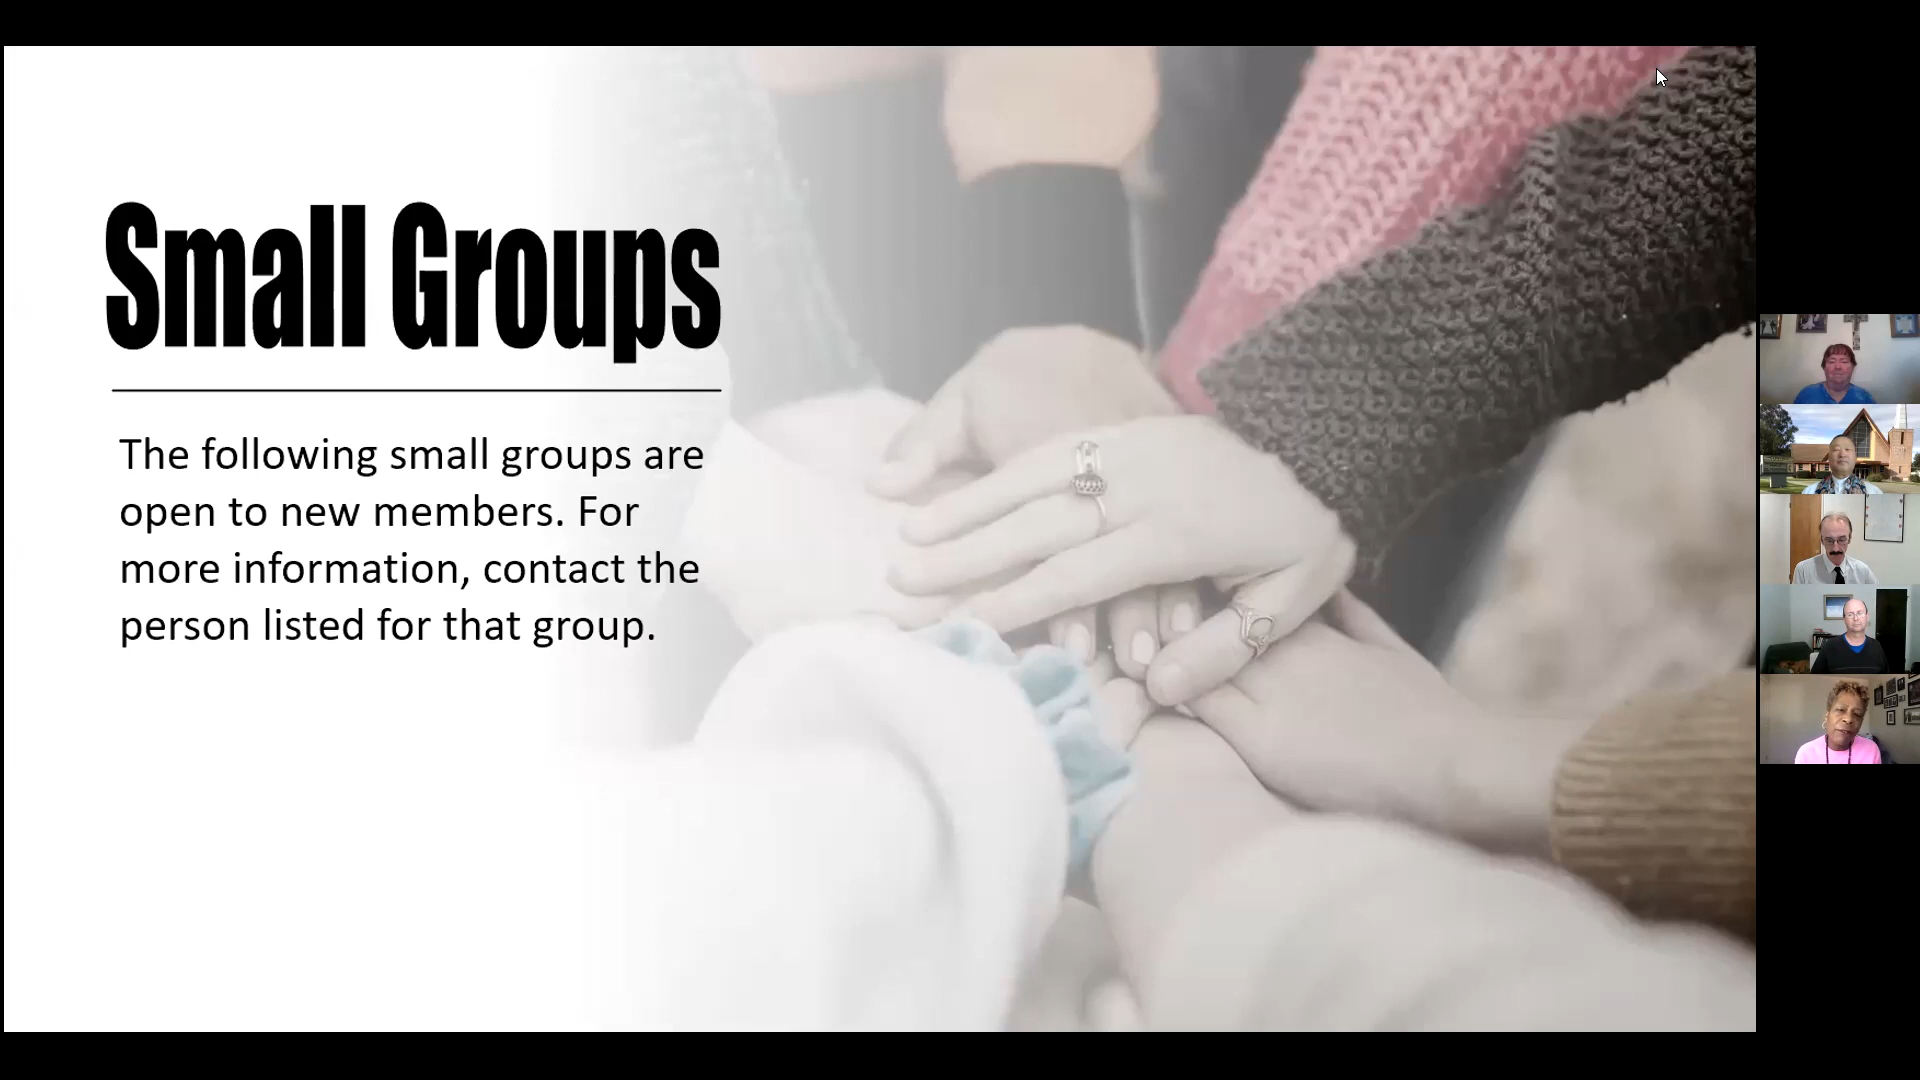 Small Groups
The following small groups are
open to new members. For
more information, contact the
person listed for that group.